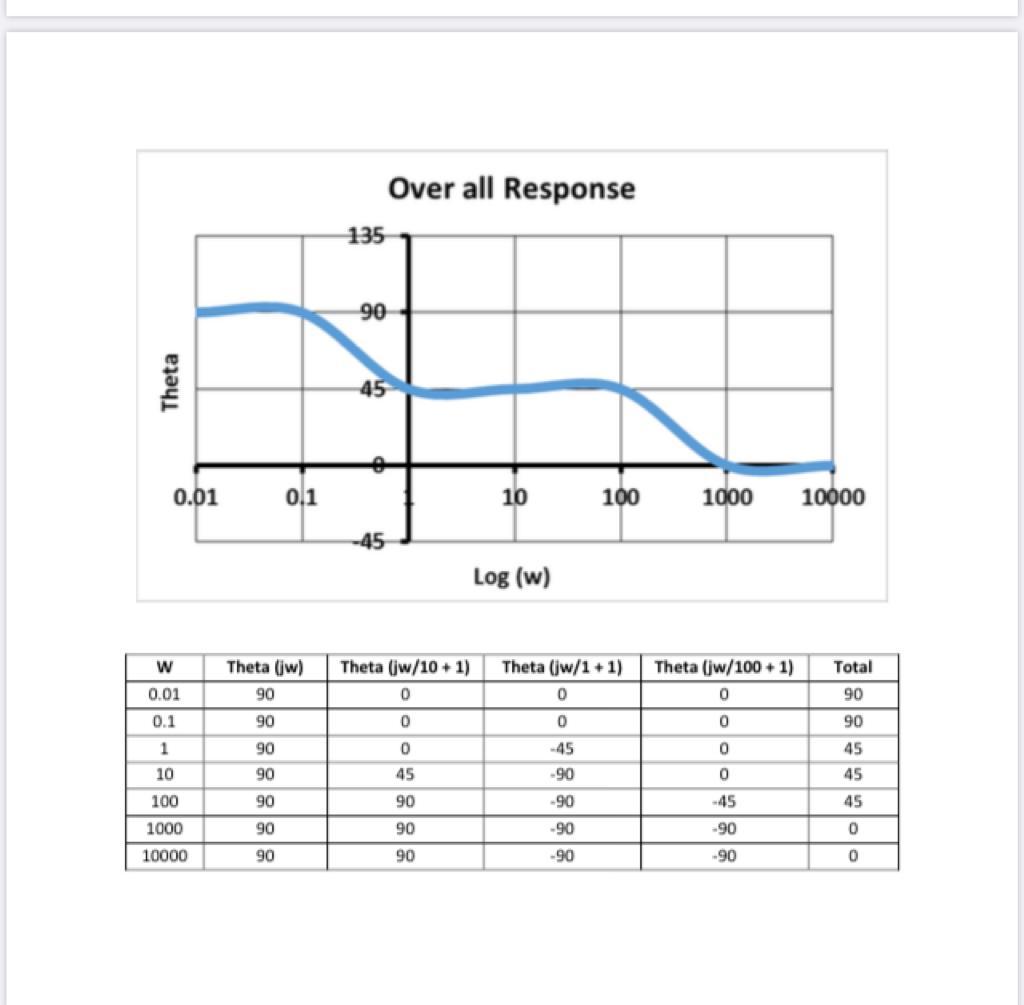 Over all Response
135
90
45
0
-45
Theta
0.01 0.1 1 10 100 1000 10000
Log (w)
W Theta (jw) Theta (jw/10 + 1) Theta (jw/1 + 1) Theta (jw/100 + 1) Total
0.01 90 0 0 0 90
0.1 90 0 0 0 90
1 90 0 -45 0 45
10 90 45 -90 0 45
100 90 90 -90 -45 45
1000 90 90 -90 -90 0
10000 90 90 -90 -90 0